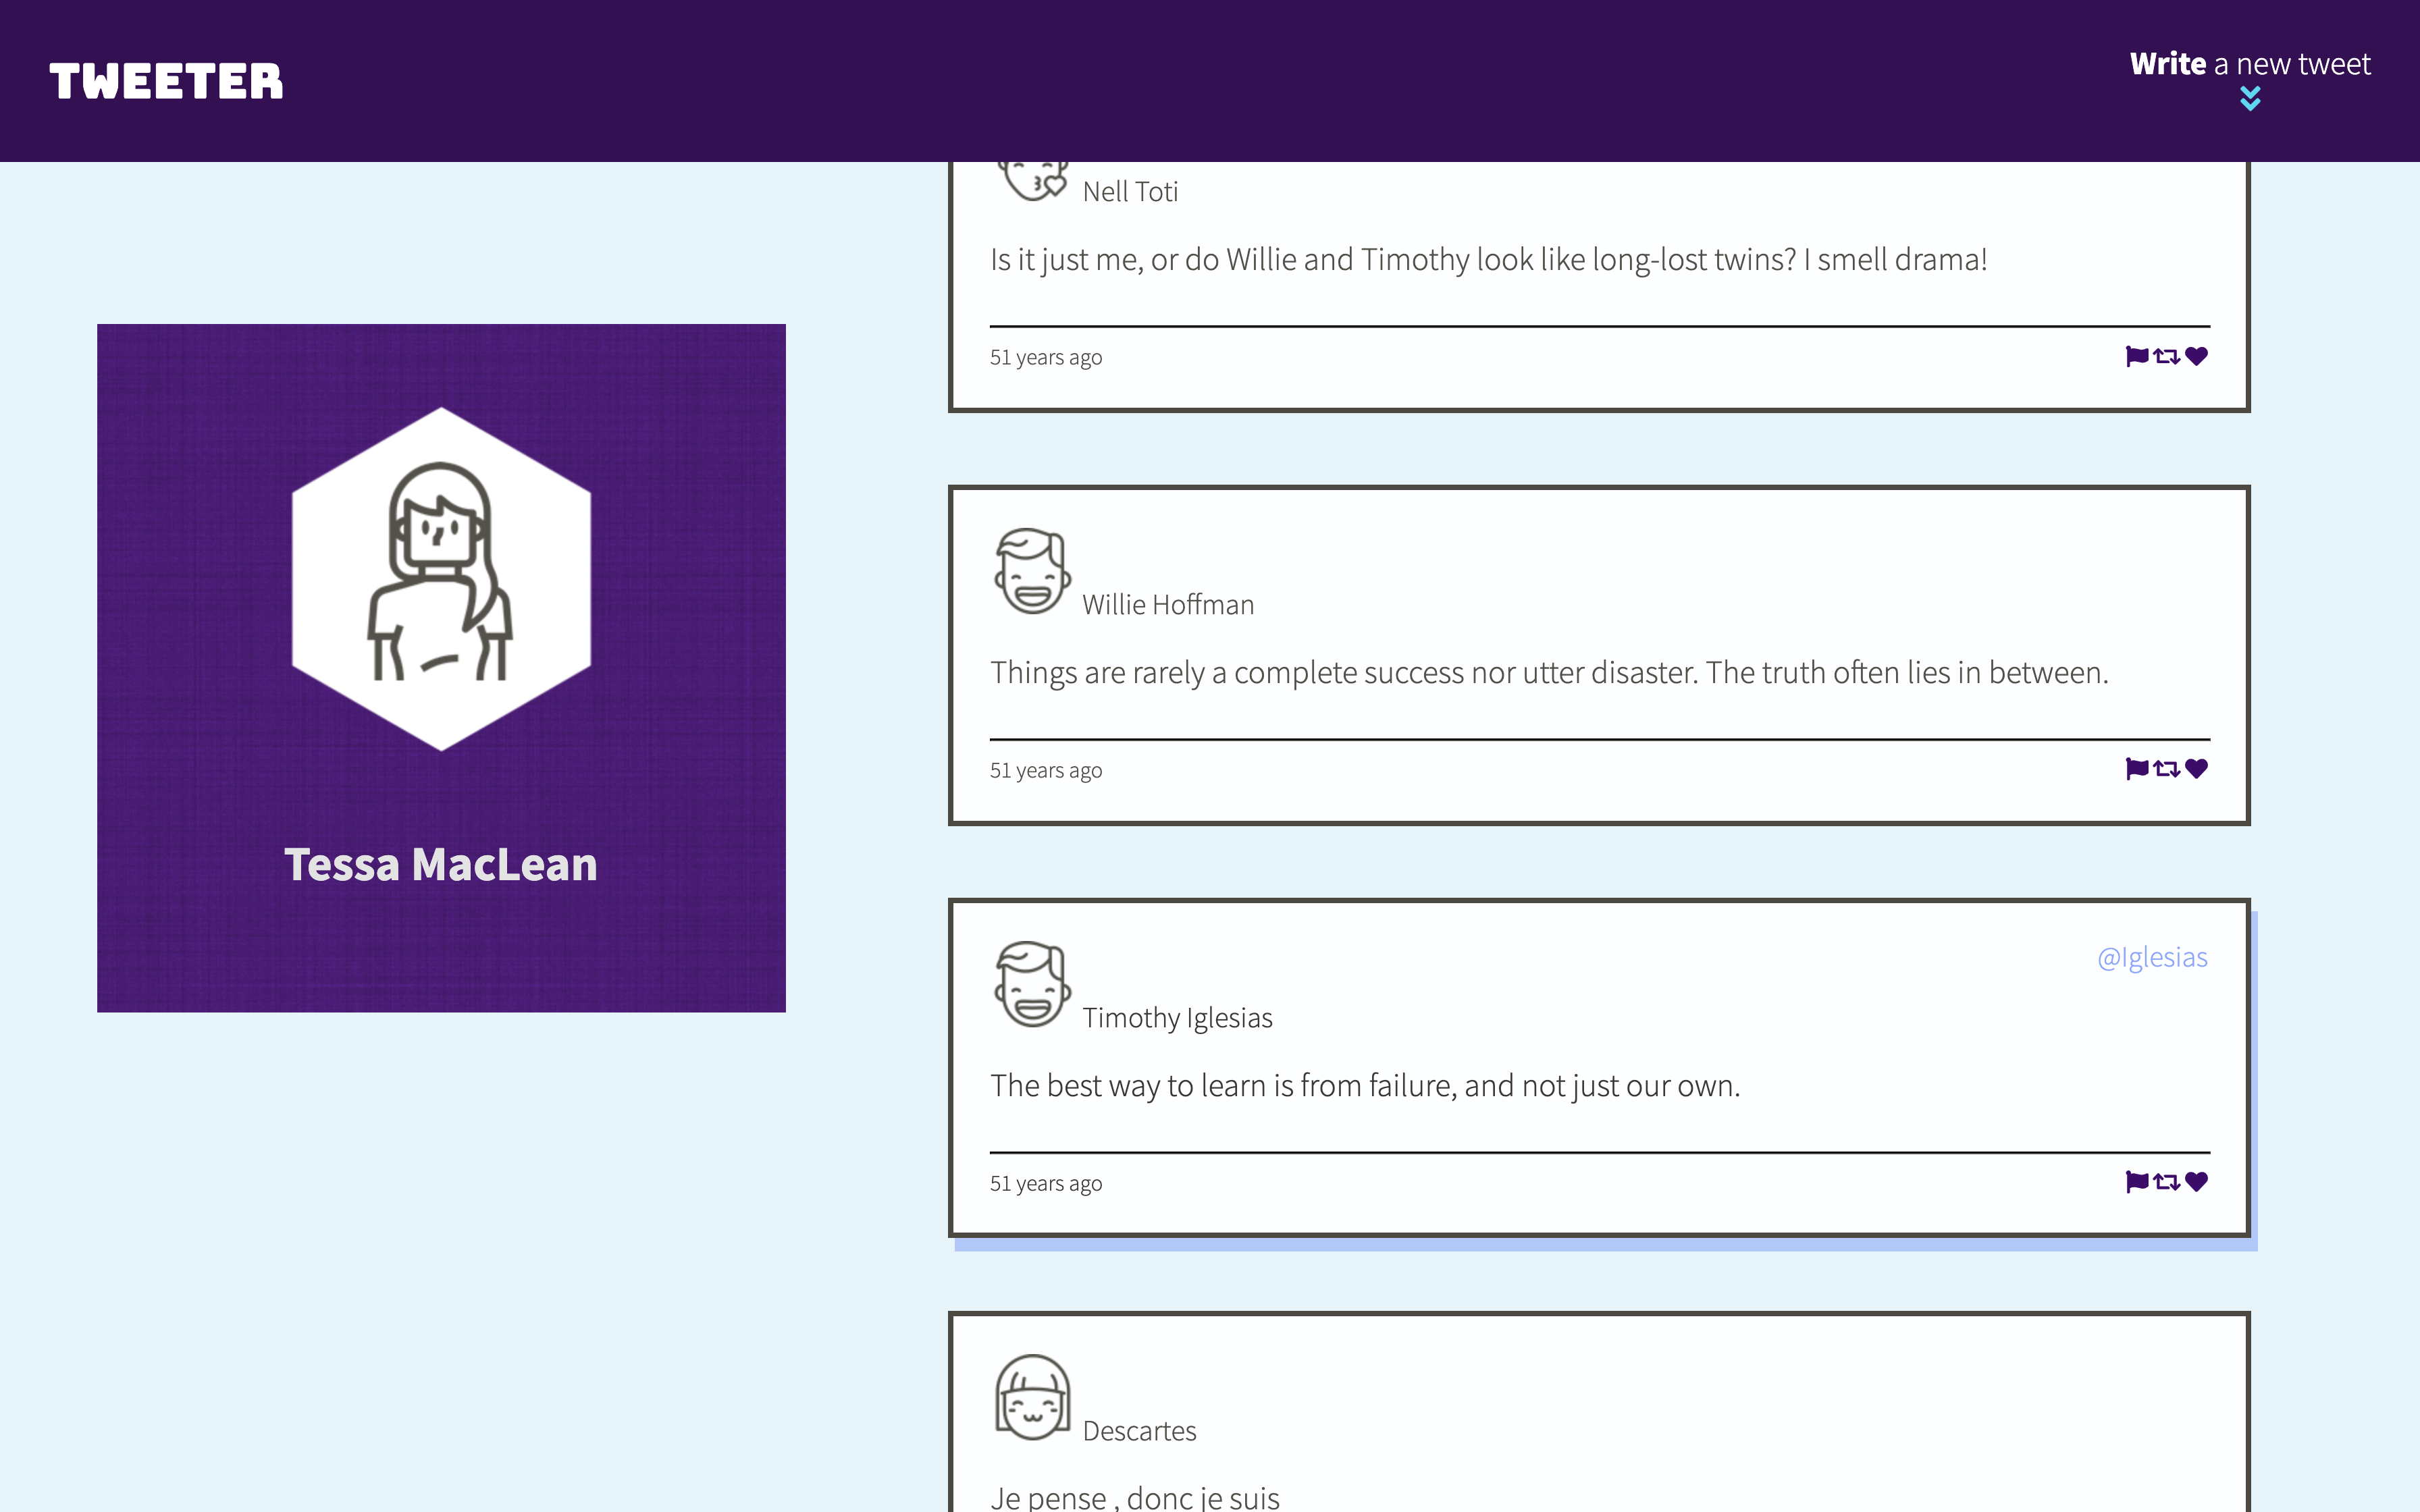 TWEETER
Write a new tweet
Tessa MacLean
Nell Toti
Is it just me, or do Willie and Timothy look like long-lost twins? I smell drama!
51 years ago
Willie Hoffman
Things are rarely a complete success nor utter disaster. The truth often lies in between.
51 years ago
@Iglesias
Timothy Iglesias
The best way to learn is from failure, and not just our own.
51 years ago
Descartes
Je pense , donc je suis